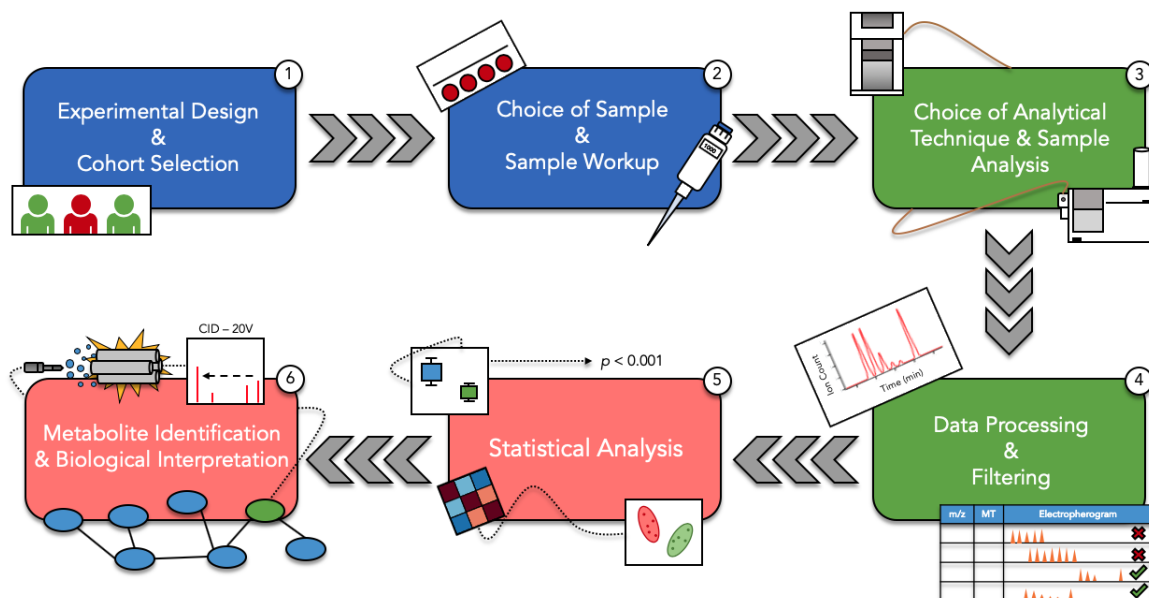 1
Experimental Design
&
Cohort Selection
2
Choice of Sample
&
Sample Workup
1000
3
Choice of Analytical
Technique & Sample
Analysis
4
Ion Count
Time (min)
Data Processing
&
Filtering
m/z MT Electropherogram
5
p < 0.001
Statistical Analysis
6
CID – 20V
Metabolite Identification
& Biological Interpretation